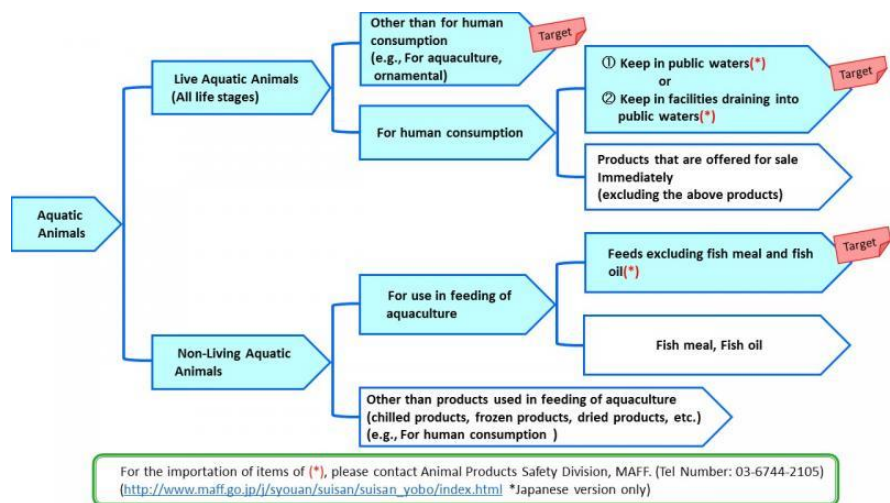 Other than for human
consumption
(e.g., For aquaculture,
ornamental)
Target
Live Aquatic Animals
(All life stages)
① Keep in public waters(*)
or
② Keep in facilities draining into
public waters(*)
Target
For human consumption
Products that are offered for sale
Immediately
(excluding the above products)
Aquatic
Animals
Feeds excluding fish meal and fish
oil(*)
Target
For use in feeding of
aquaculture
Fish meal, Fish oil
Non-Living Aquatic
Animals
Other than products used in feeding of aquaculture
(chilled products, frozen products, dried products, etc.)
(e.g., For human consumption )
For the importation of items of (*), please contact Animal Products Safety Division, MAFF. (Tel Number: 03-6744-2105)
(http://www.maff.go.jp/j/syouan/suisan/suisan_yobo/index.html *Japanese version only)